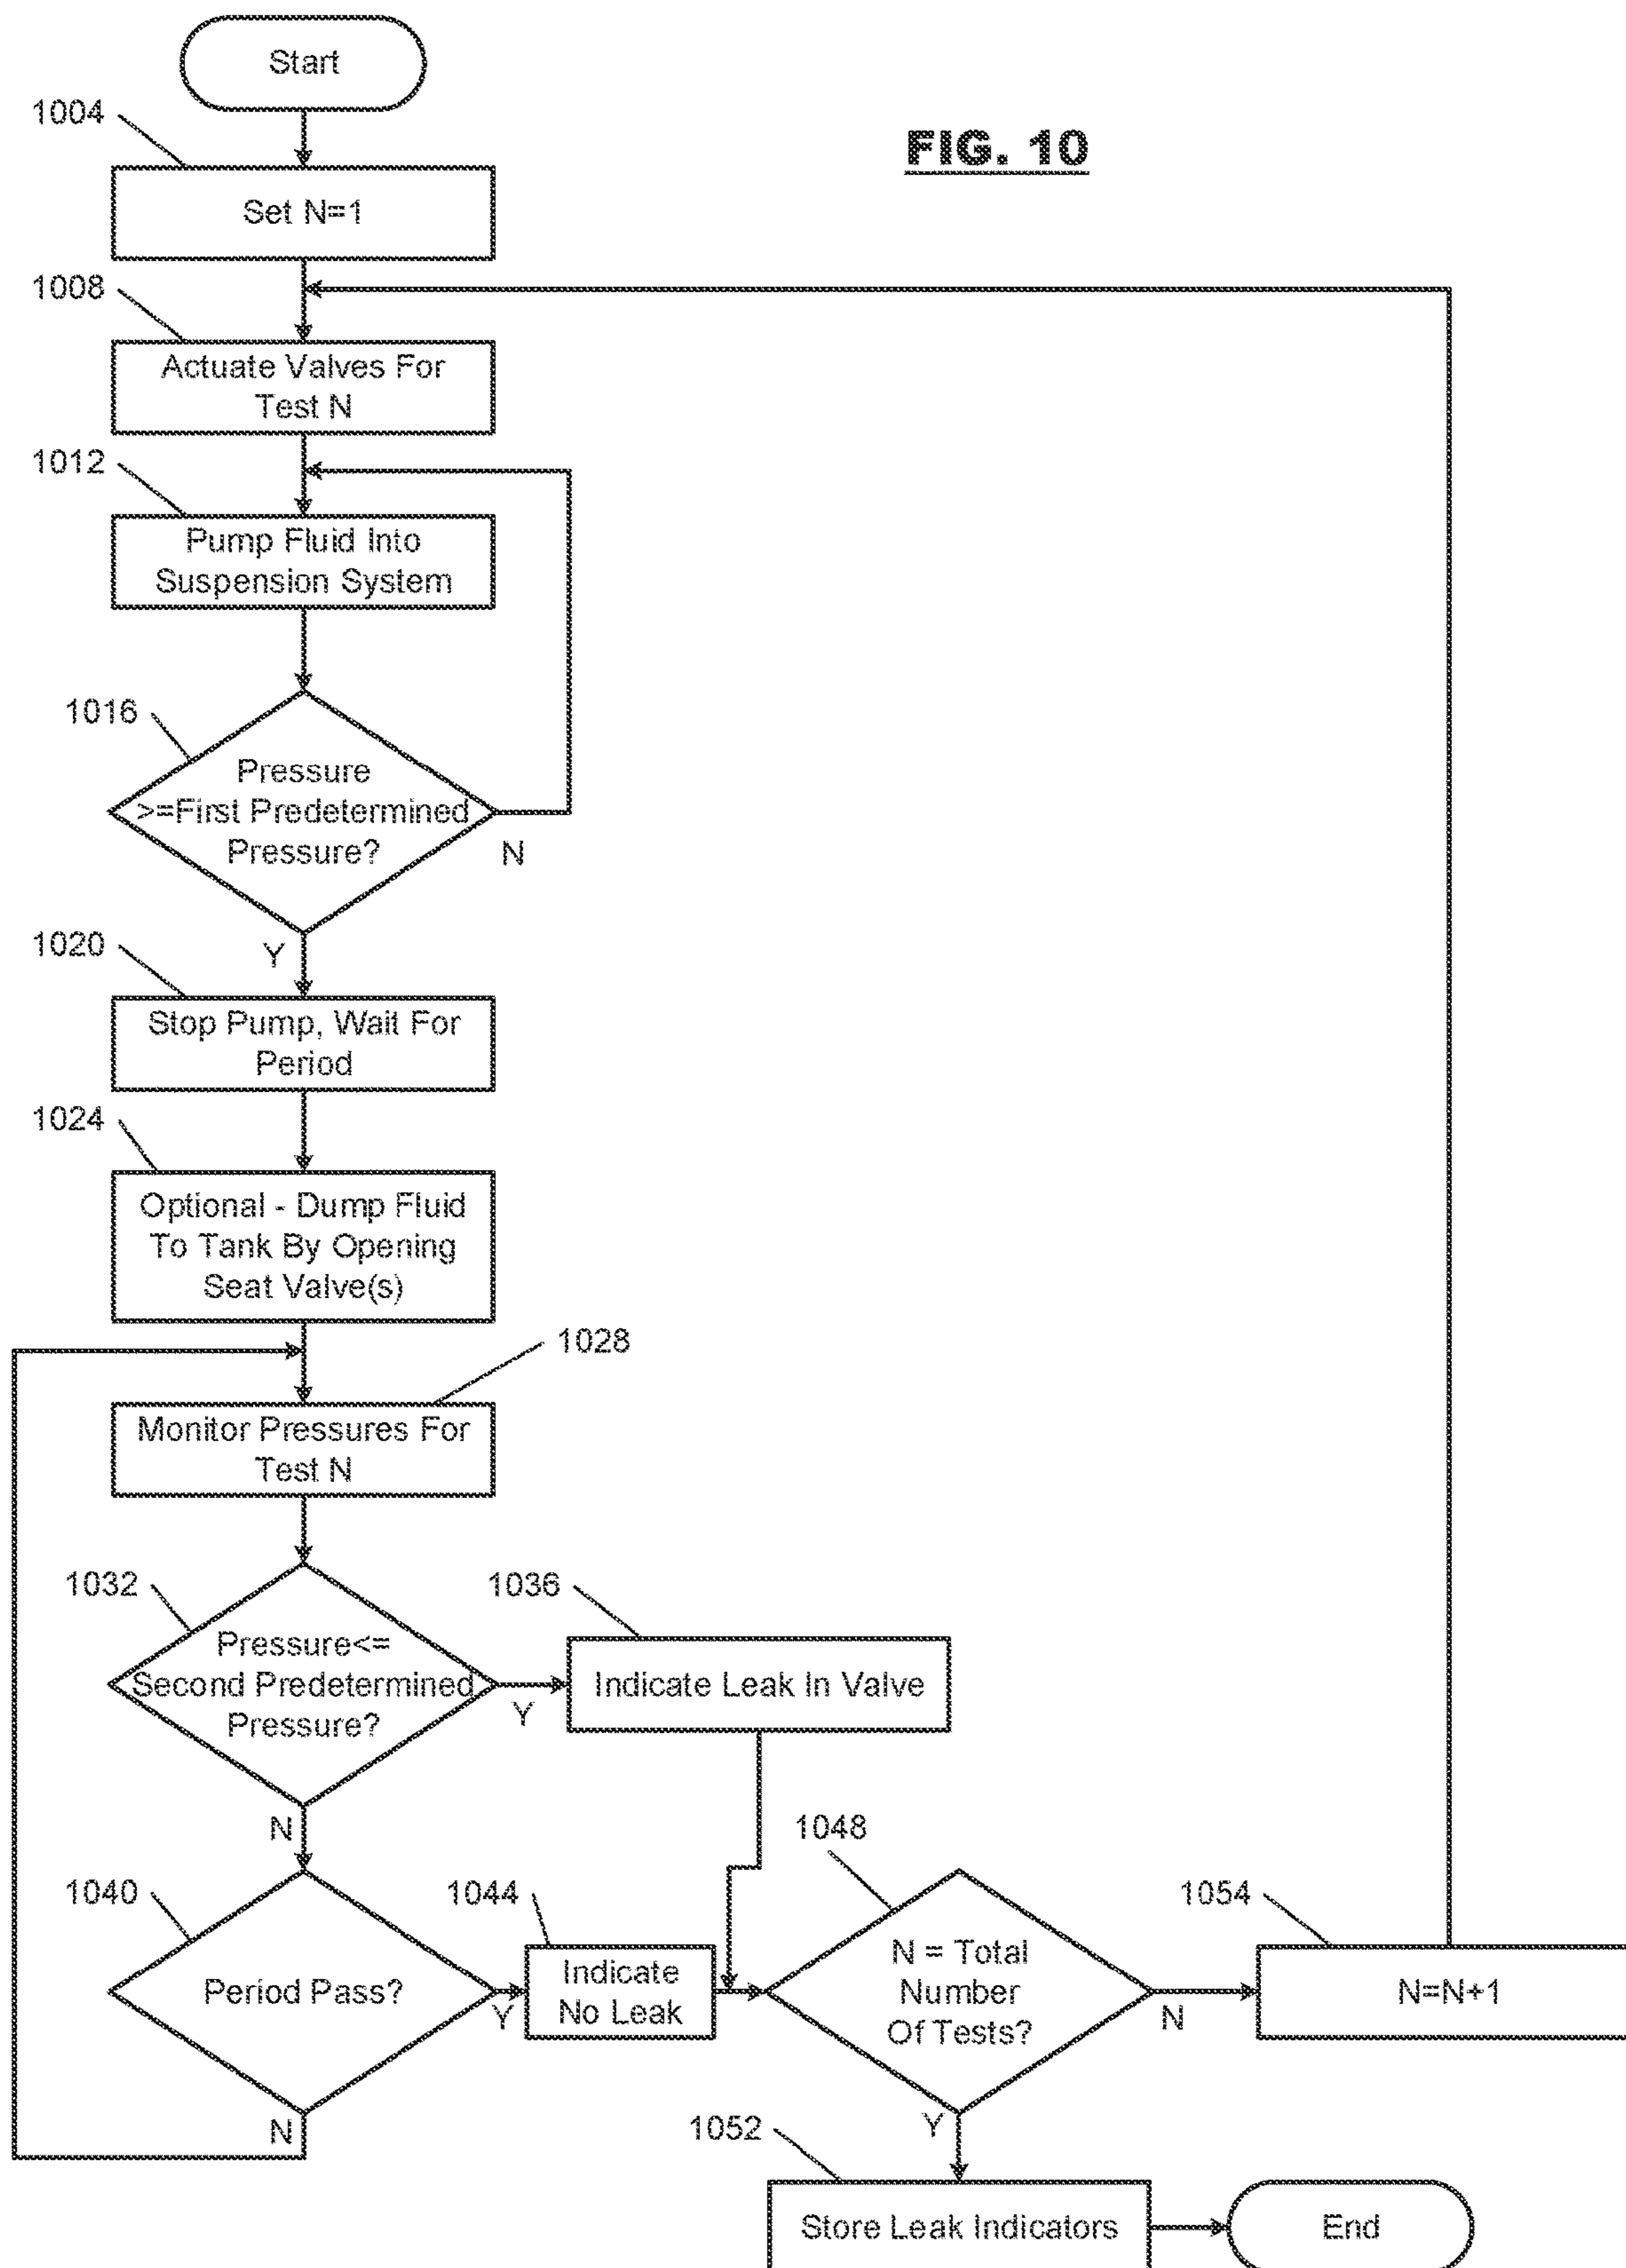 Start
FIG. 10
1004
Set N=1
1008
Actuate Valves For
Test N
1012
Pump Fluid Into
Suspension System
1016
Pressure
>=First Predetermined
Pressure?
N
Y
1020
Stop Pump, Wait For
Period
1024
Optional - Dump Fluid
To Tank By Opening
Seat Valve(s)
1028
Monitor Pressures For
Test N
1032
Pressure<=
Second Predetermined
Pressure?
Y
N
1036
Indicate Leak In Valve
1040
Period Pass?
Y
N
1044
Indicate
No Leak
1048
N = Total
Number
Of Tests?
N
Y
1054
N=N+1
1052
Store Leak Indicators
End